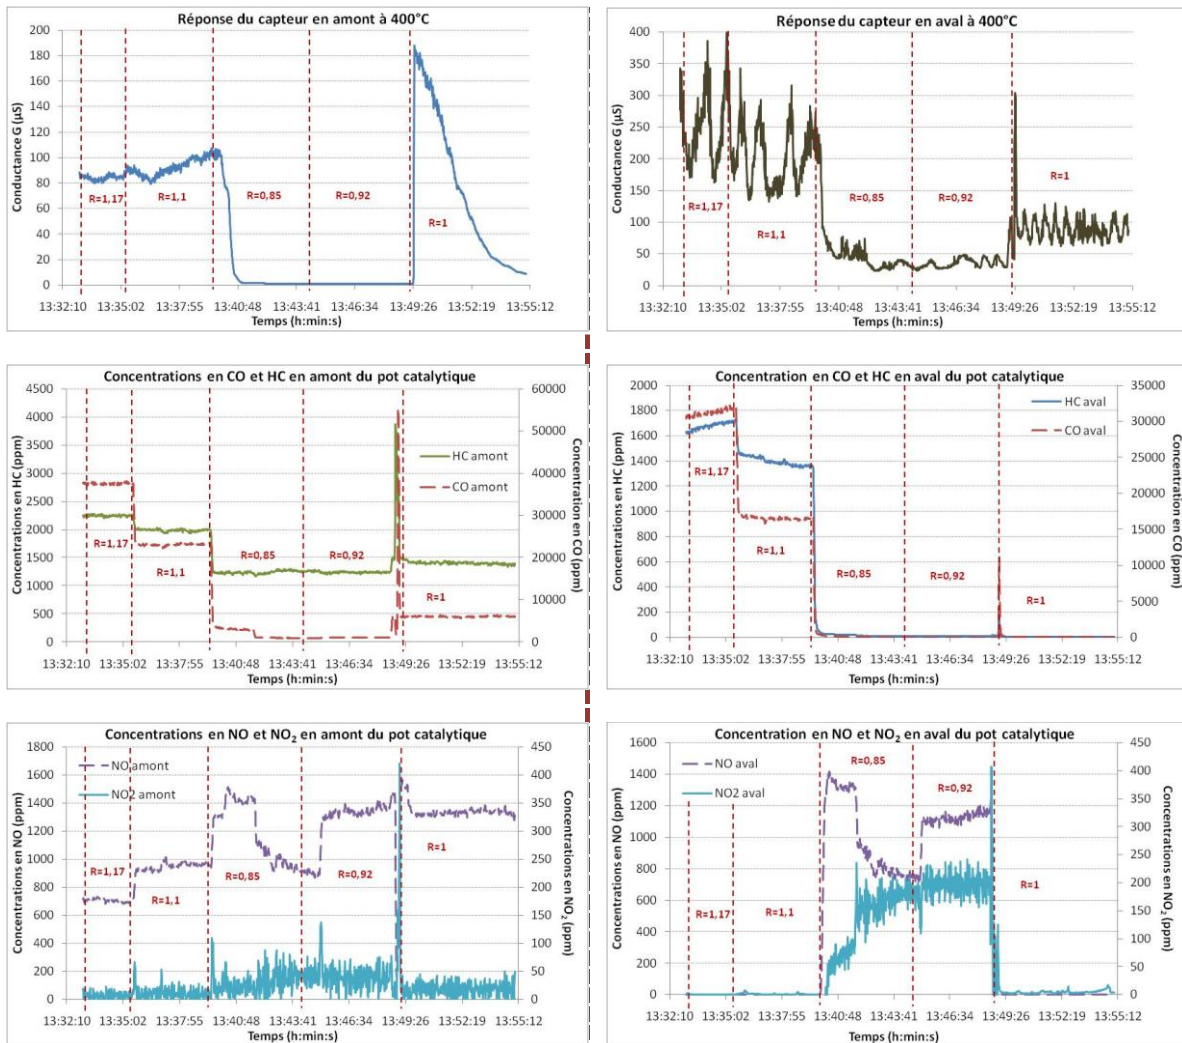 Réponse du capteur en amont à 400°C
Conductance G (µS)
200
180
160
140
120
100
80
60
40
20
0
R=1,17
R=1,1
R=0,85
R=0,92
R=1
13:32:10 13:35:02 13:37:55 13:40:48 13:43:41 13:46:34 13:49:26 13:52:19 13:55:12
Temps (h:min:s)
Réponse du capteur en aval à 400°C
Conductance G (µS)
400
350
300
250
200
150
100
50
0
R=1,17
R=1,1
R=0,85
R=0,92
R=1
13:32:10 13:35:02 13:37:55 13:40:48 13:43:41 13:46:34 13:49:26 13:52:19 13:55:12
Temps (h:min:s)
Concentrations en CO et HC en amont du pot catalytique
Concentrations en HC (ppm)
4500
4000
3500
3000
2500
2000
1500
1000
500
0
HC amont
CO amont
R=1,17
R=1,1
R=0,85
R=0,92
R=1
60000
50000
40000
30000
20000
10000
0
Concentration en CO (ppm)
13:32:10 13:35:02 13:37:55 13:40:48 13:43:41 13:46:34 13:49:26 13:52:19 13:55:12
Temps (h:min:s)
Concentration en CO et HC en aval du pot catalytique
Concentrations en HC (ppm)
2000
1800
1600
1400
1200
1000
800
600
400
200
0
HC aval
CO aval
R=1,17
R=1,1
R=0,85
R=0,92
R=1
35000
30000
25000
20000
15000
10000
5000
0
Concentration en CO (ppm)
13:32:10 13:35:02 13:37:55 13:40:48 13:43:41 13:46:34 13:49:26 13:52:19 13:55:12
Temps (h:min:s)
Concentrations en NO et NO₂ en amont du pot catalytique
Concentrations en NO (ppm)
1800
1600
1400
1200
1000
800
600
400
200
0
NO amont
NO2 amont
R=1,17
R=1,1
R=0,85
R=0,92
R=1
450
400
350
300
250
200
150
100
50
0
Concentrations en NO₂ (ppm)
13:32:10 13:35:02 13:37:55 13:40:48 13:43:41 13:46:34 13:49:26 13:52:19 13:55:12
Temps (h:min:s)
Concentration en NO et NO₂ en aval du pot catalytique
Concentrations en NO (ppm)
1600
1400
1200
1000
800
600
400
200
0
NO aval
NO2 aval
R=1,17
R=1,1
R=0,85
R=0,92
R=1
450
400
350
300
250
200
150
100
50
0
Concentrations en NO₂ (ppm)
13:32:10 13:35:02 13:37:55 13:40:48 13:43:41 13:46:34 13:49:26 13:52:19 13:55:12
Temps (h:min:s)